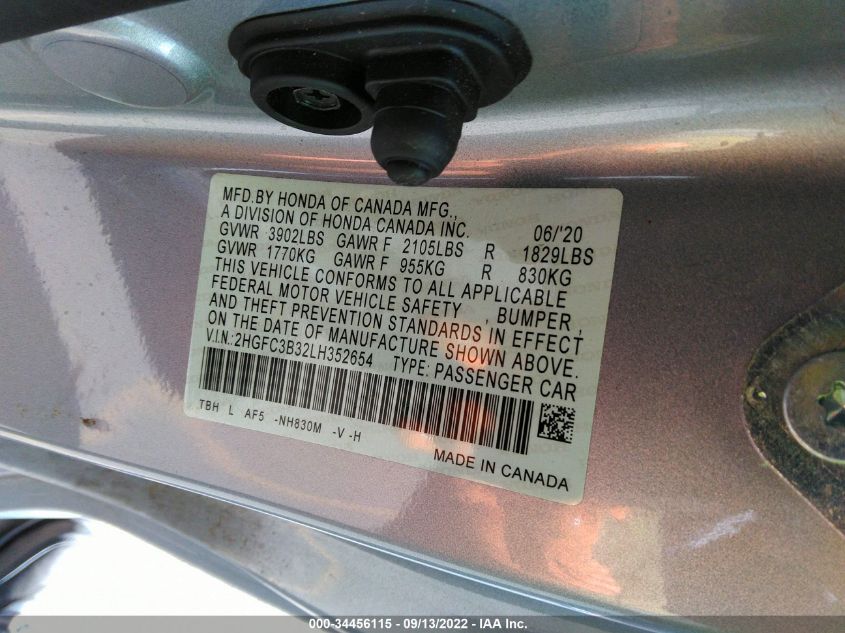 MFD.BY HONDA OF CANADA MFG.,
A DIVISION OF HONDA CANADA INC. 06/'20
GVWR 3902LBS GAWR F 2105LBS R 1829LBS
GVWR 1770KG GAWR F 955KG R 830KG
THIS VEHICLE CONFORMS TO ALL APPLICABLE
FEDERAL MOTOR VEHICLE SAFETY , BUMPER ,
AND THEFT PREVENTION STANDARDS IN EFFECT
ON THE DATE OF MANUFACTURE SHOWN ABOVE.
V.I.N.: 2HGFC3B32LH352654 TYPE: PASSENGER CAR
TBH L AF5 -NH830M -V -H
MADE IN CANADA
000-34456115 - 09/13/2022 - IAA Inc.